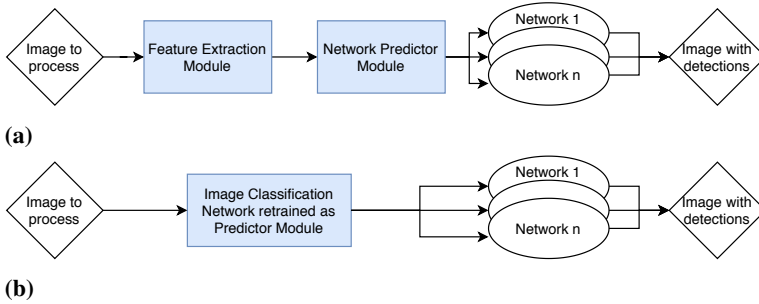 Image to
process
Feature Extraction
Module
Network Predictor
Module
Network 1
Network n
Image with
detections
(a)
Image to
process
Image Classification
Network retrained as
Predictor Module
Network 1
Network n
Image with
detections
(b)